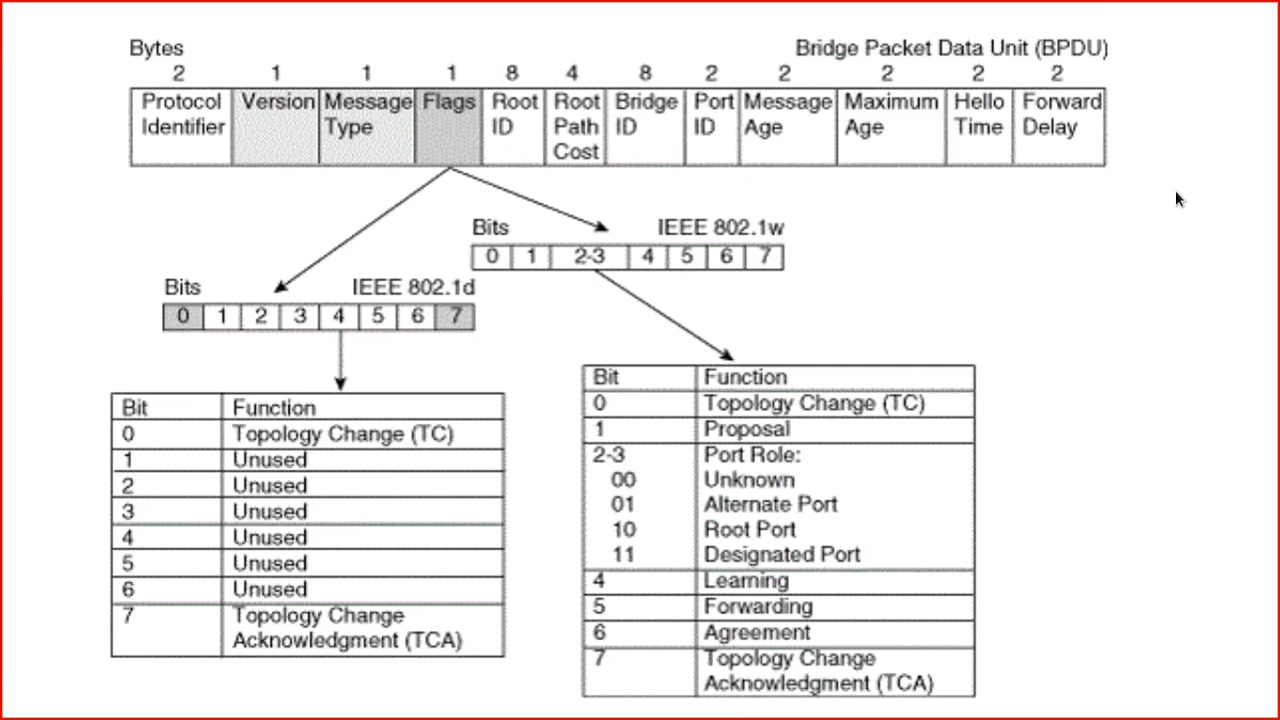 Bytes Bridge Packet Data Unit (BPDU)
2 1 1 1 8 4 8 2 2 2 2 2
Protocol Identifier Version Message Type Flags Root ID Root Path Cost Bridge ID Port ID Message Age Maximum Age Hello Time Forward Delay
Bits IEEE 802.1w
0 1 2-3 4 5 6 7
Bits IEEE 802.1d
0 1 2 3 4 5 6 7
Bit Function
0 Topology Change (TC)
1 Unused
2 Unused
3 Unused
4 Unused
5 Unused
6 Unused
7 Topology Change
Acknowledgment (TCA)
Bit Function
0 Topology Change (TC)
1 Proposal
2-3 Port Role:
00 Unknown
01 Alternate Port
10 Root Port
11 Designated Port
4 Learning
5 Forwarding
6 Agreement
7 Topology Change
Acknowledgment (TCA)